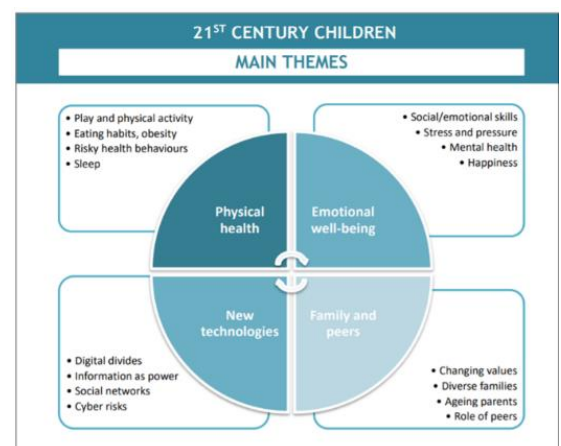 21ST CENTURY CHILDREN
MAIN THEMES
• Play and physical activity
• Eating habits, obesity
• Risky health behaviours
• Sleep
• Social/emotional skills
• Stress and pressure
• Mental health
• Happiness
Physical
health
Emotional
well-being
New
technologies
Family and
peers
• Digital divides
• Information as power
• Social networks
• Cyber risks
• Changing values
• Diverse families
• Ageing parents
• Role of peers